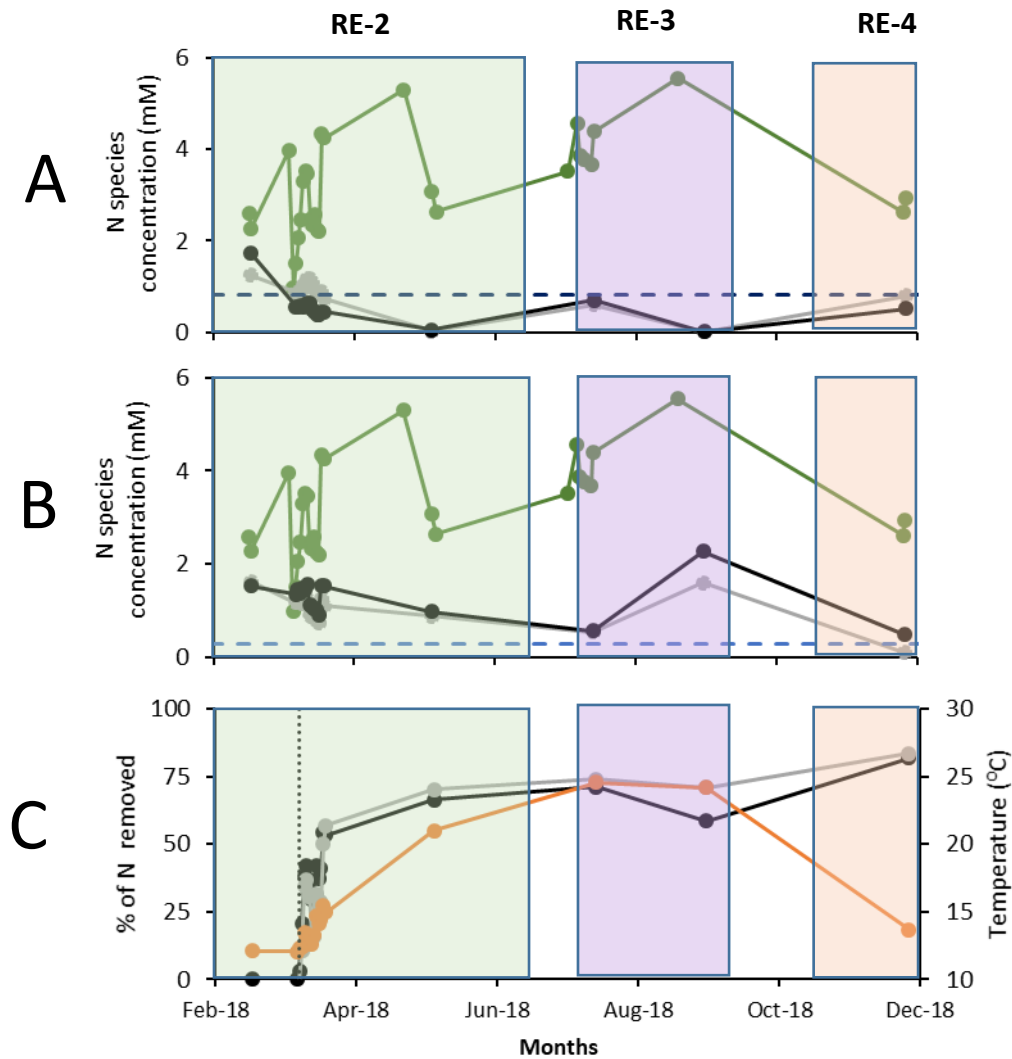 RE-2 RE-3 RE-4
A
N species
concentration (mM)
6
4
2
0
B
N species
concentration (mM)
6
4
2
0
C
% of N removed
100
75
50
25
0
30
25
20
15
10
Temperature (°C)
Feb-18 Apr-18 Jun-18 Aug-18 Oct-18 Dec-18
Months